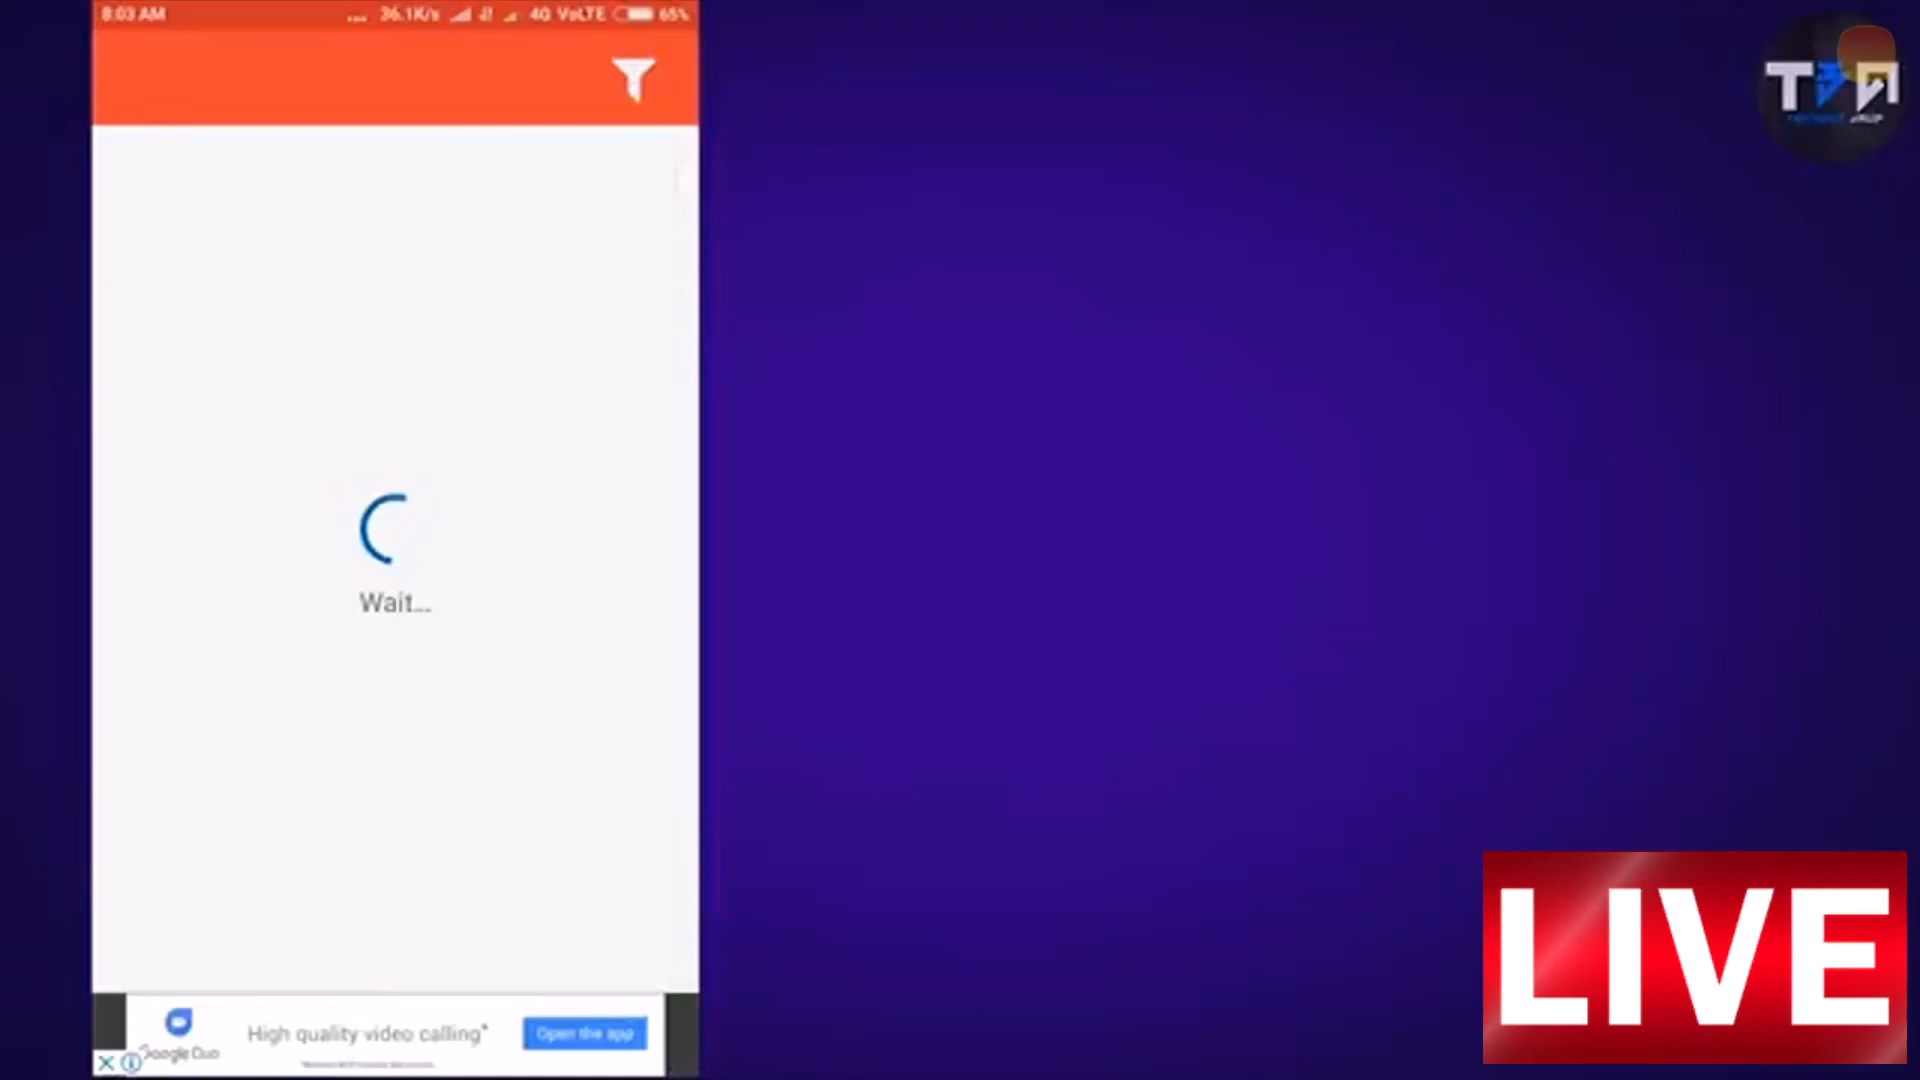 8:03 AM
... 36.1K/s 4G VoLTE 65%
Wait...
High quality video calling*
Open the app
Google Duo
LIVE